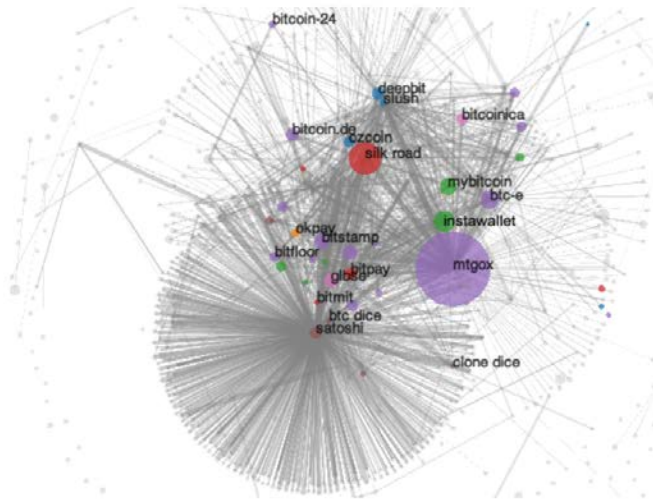 bitcoin-24
deepbit
slush
bitcoinica
bitcoin.de
ozcoin
silk road
mybitcoin
btc-e
instawallet
okpay
bitstamp
bitfloor
mtgox
bitpay
glbse
bitmit
btc dice
satoshi
clone dice